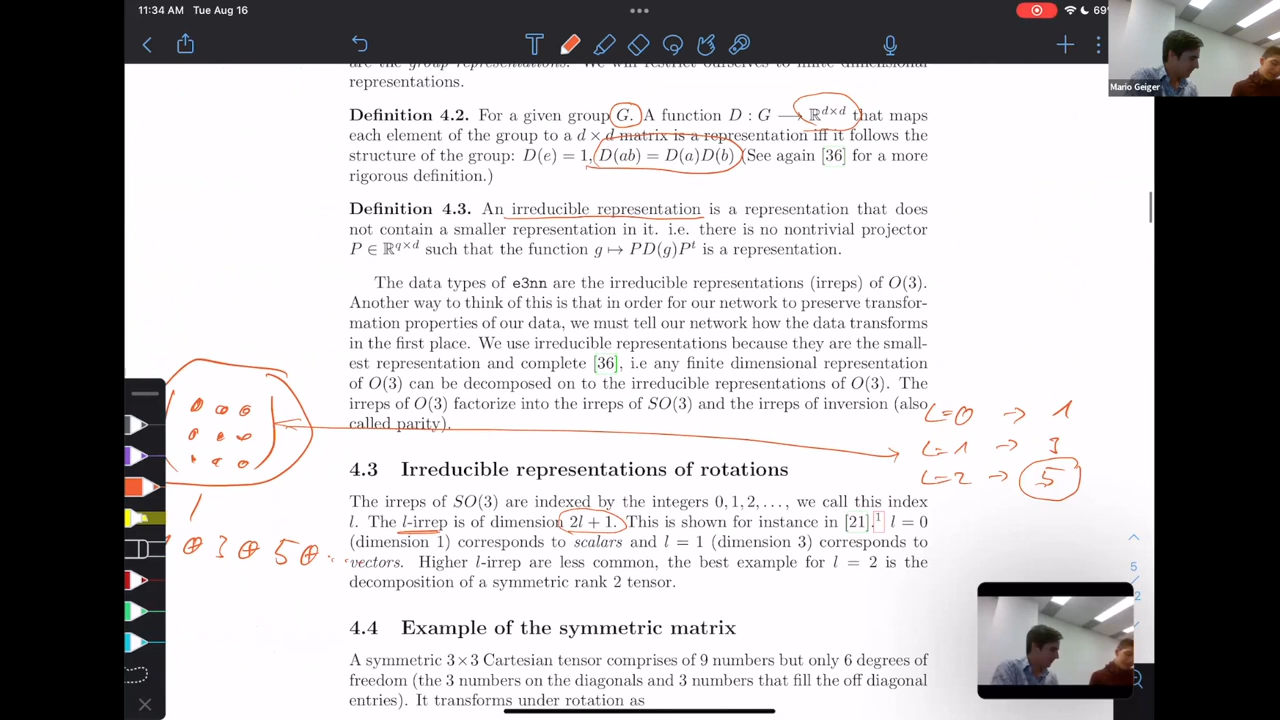 11:34 AM Tue Aug 16
69%
Mario Geiger
representations.
Definition 4.2. For a given group G. A function D : G ⟶ ℝ^{d×d} that maps
each element of the group to a d × d matrix is a representation iff it follows the
structure of the group: D(e) = 1, D(ab) = D(a)D(b) (See again [36] for a more
rigorous definition.)
Definition 4.3. An irreducible representation is a representation that does
not contain a smaller representation in it. i.e. there is no nontrivial projector
P ∈ ℝ^{q×d} such that the function g ↦ PD(g)P^t is a representation.
The data types of e3nn are the irreducible representations (irreps) of O(3).
Another way to think of this is that in order for our network to preserve transfor-
mation properties of our data, we must tell our network how the data transforms
in the first place. We use irreducible representations because they are the small-
est representation and complete [36], i.e any finite dimensional representation
of O(3) can be decomposed on to the irreducible representations of O(3). The
irreps of O(3) factorize into the irreps of SO(3) and the irreps of inversion (also
called parity).
L=0 → 1
L=1 → 3
L=2 → 5
4.3 Irreducible representations of rotations
The irreps of SO(3) are indexed by the integers 0, 1, 2, . . . , we call this index
l. The l-irrep is of dimension 2l + 1. This is shown for instance in [21].¹ l = 0
(dimension 1) corresponds to scalars and l = 1 (dimension 3) corresponds to
vectors. Higher l-irrep are less common, the best example for l = 2 is the
decomposition of a symmetric rank 2 tensor.
⊕ 3 ⊕ 5 ⊕ ...
4.4 Example of the symmetric matrix
A symmetric 3×3 Cartesian tensor comprises of 9 numbers but only 6 degrees of
freedom (the 3 numbers on the diagonals and 3 numbers that fill the off diagonal
entries). It transforms under rotation as
5
/
2